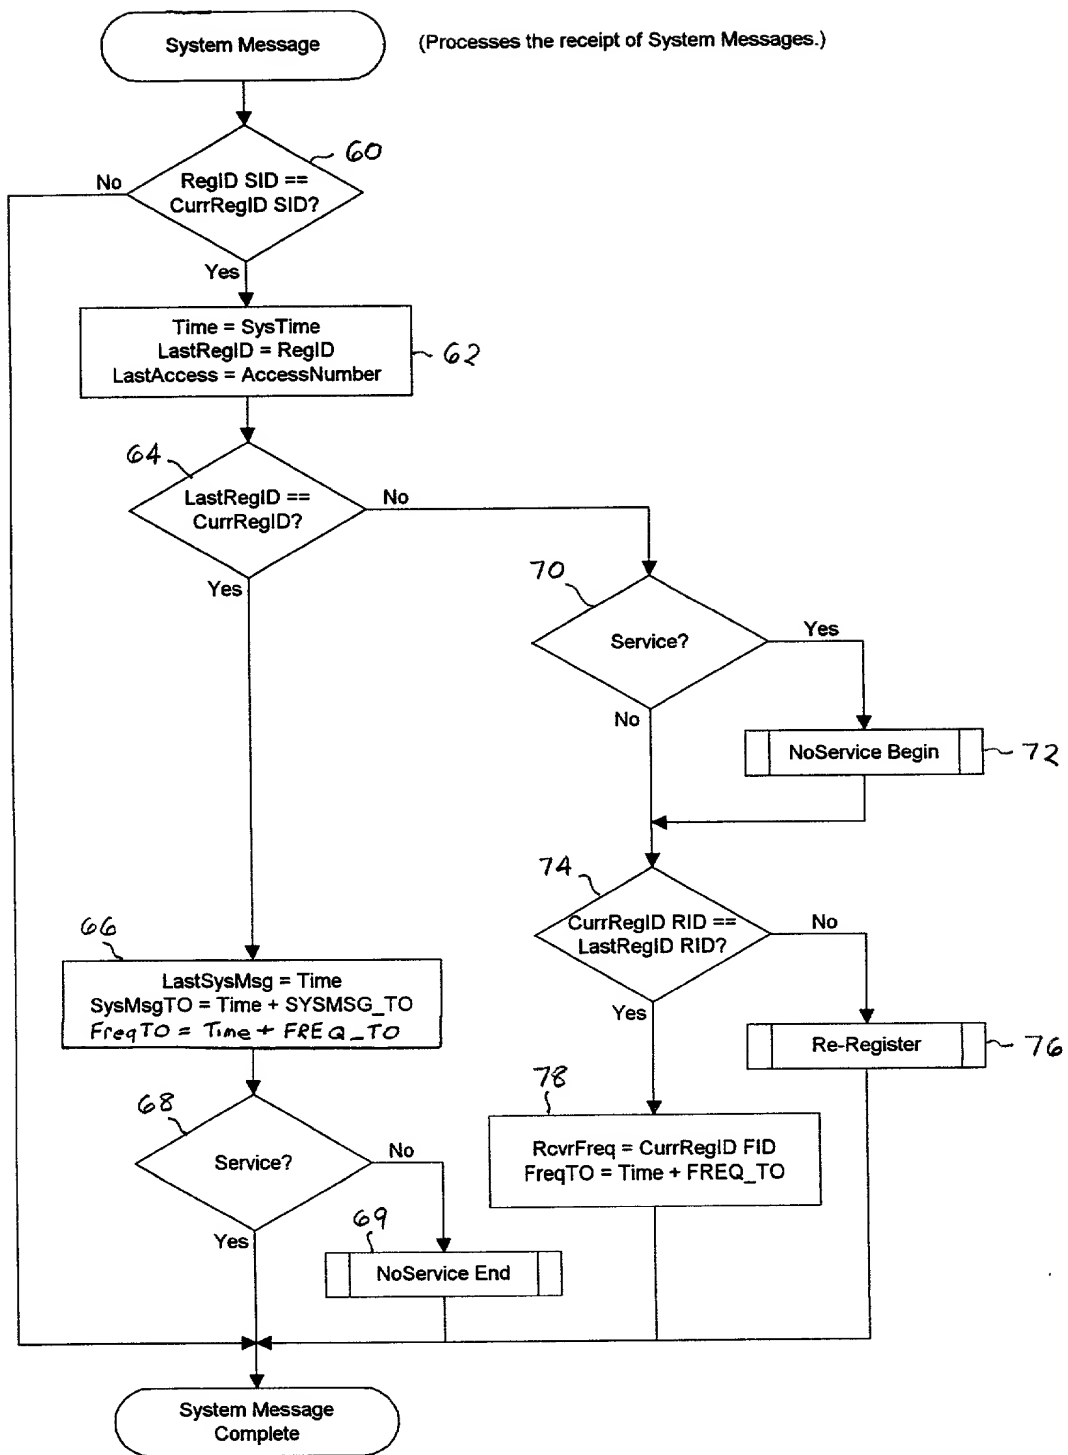 System Message
(Processes the receipt of System Messages.)
60
RegID SID ==
CurrRegID SID?
No
Yes
Time = SysTime
LastRegID = RegID
LastAccess = AccessNumber
62
64
LastRegID ==
CurrRegID?
No
Yes
70
Service?
Yes
No
NoService Begin
72
74
CurrRegID RID ==
LastRegID RID?
No
Yes
66
LastSysMsg = Time
SysMsgTO = Time + SYSMSG_TO
FreqTO = Time + FREQ_TO
Re-Register
76
78
RcvrFreq = CurrRegID FID
FreqTO = Time + FREQ_TO
68
Service?
No
Yes
69
NoService End
System Message
Complete